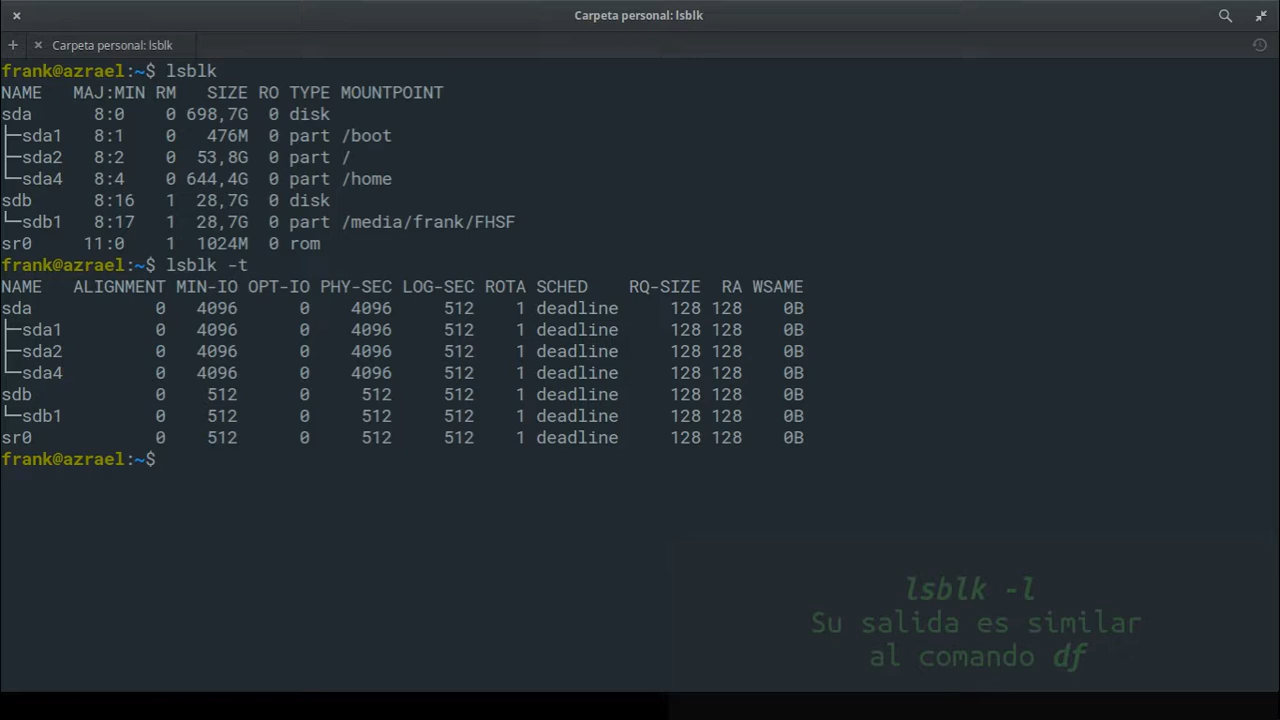 Carpeta personal: lsblk
Carpeta personal: lsblk
frank@azrael:~$ lsblk
NAME   MAJ:MIN RM   SIZE RO TYPE MOUNTPOINT
sda      8:0    0 698,7G  0 disk
├─sda1   8:1    0   476M  0 part /boot
├─sda2   8:2    0  53,8G  0 part /
└─sda4   8:4    0 644,4G  0 part /home
sdb      8:16   1  28,7G  0 disk
└─sdb1   8:17   1  28,7G  0 part /media/frank/FHSF
sr0     11:0    1  1024M  0 rom
frank@azrael:~$ lsblk -t
NAME   ALIGNMENT MIN-IO OPT-IO PHY-SEC LOG-SEC ROTA SCHED    RQ-SIZE  RA WSAME
sda            0   4096      0    4096     512    1 deadline     128 128    0B
├─sda1         0   4096      0    4096     512    1 deadline     128 128    0B
├─sda2         0   4096      0    4096     512    1 deadline     128 128    0B
└─sda4         0   4096      0    4096     512    1 deadline     128 128    0B
sdb            0    512      0     512     512    1 deadline     128 128    0B
└─sdb1         0    512      0     512     512    1 deadline     128 128    0B
sr0            0    512      0     512     512    1 deadline     128 128    0B
frank@azrael:~$
lsblk -l
Su salida es similar
al comando df